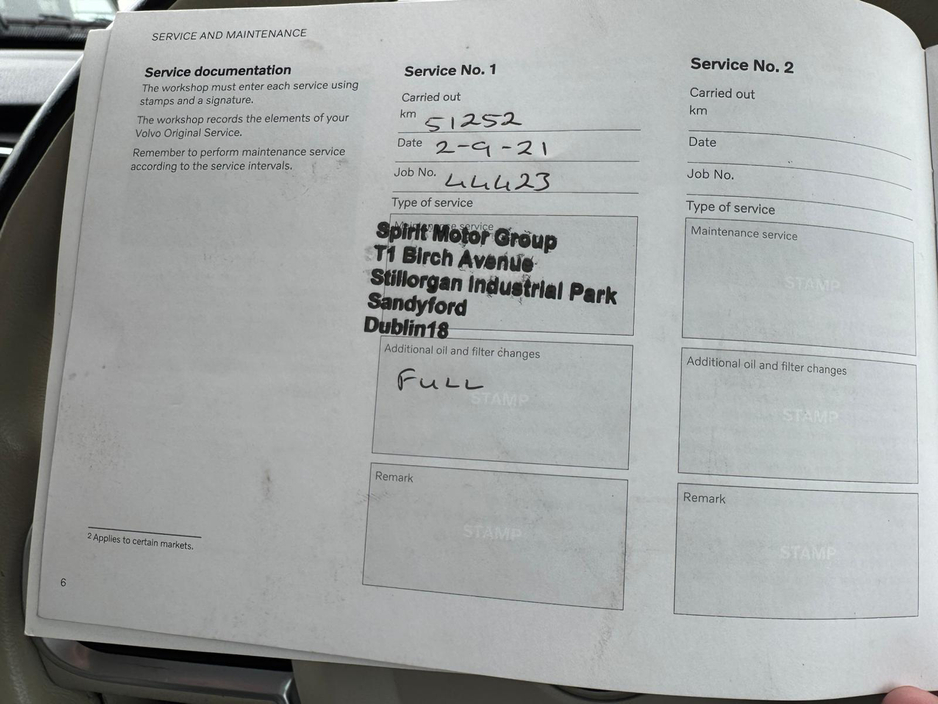 SERVICE AND MAINTENANCE
Service documentation
The workshop must enter each service using
stamps and a signature.
The workshop records the elements of your
Volvo Original Service.
Remember to perform maintenance service
according to the service intervals.
2 Applies to certain markets.
6
Service No. 1
Carried out
km 51252
Date 2-9-21
Job No. 44423
Type of service
Maintenance service
Spirit Motor Group
T1 Birch Avenue
Stillorgan Industrial Park
Sandyford
Dublin18
Additional oil and filter changes
FULL
STAMP
Remark
STAMP
Service No. 2
Carried out
km
Date
Job No.
Type of service
Maintenance service
STAMP
Additional oil and filter changes
STAMP
Remark
STAMP